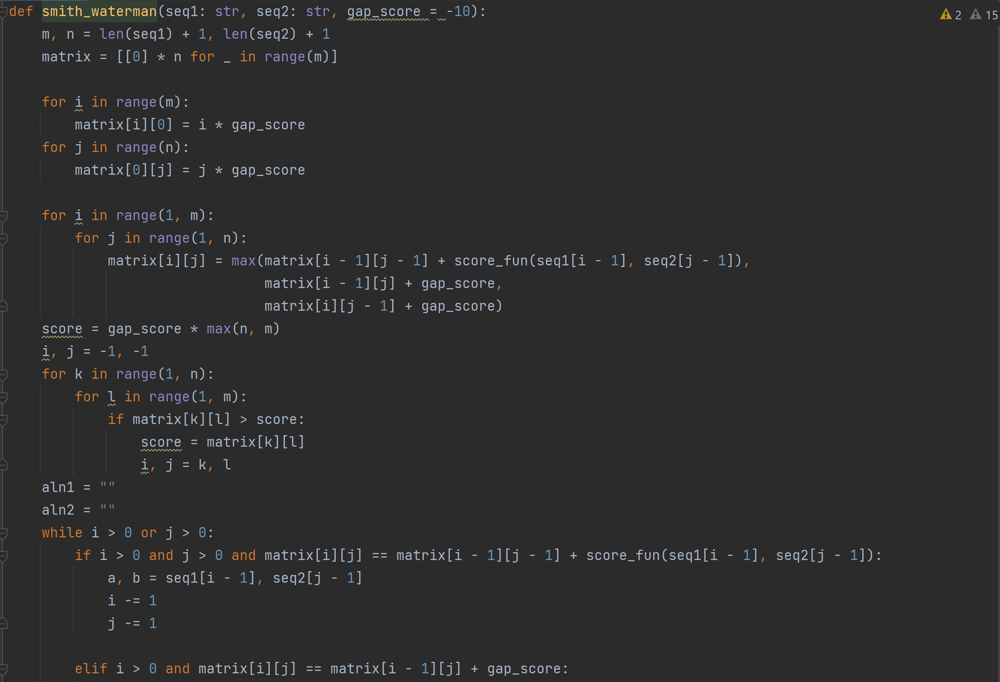 def smith_waterman(seq1: str, seq2: str, gap_score = -10):
2 15
    m, n = len(seq1) + 1, len(seq2) + 1
    matrix = [[0] * n for _ in range(m)]

    for i in range(m):
        matrix[i][0] = i * gap_score
    for j in range(n):
        matrix[0][j] = j * gap_score

    for i in range(1, m):
        for j in range(1, n):
            matrix[i][j] = max(matrix[i - 1][j - 1] + score_fun(seq1[i - 1], seq2[j - 1]),
                               matrix[i - 1][j] + gap_score,
                               matrix[i][j - 1] + gap_score)
    score = gap_score * max(n, m)
    i, j = -1, -1
    for k in range(1, n):
        for l in range(1, m):
            if matrix[k][l] > score:
                score = matrix[k][l]
                i, j = k, l
    aln1 = ""
    aln2 = ""
    while i > 0 or j > 0:
        if i > 0 and j > 0 and matrix[i][j] == matrix[i - 1][j - 1] + score_fun(seq1[i - 1], seq2[j - 1]):
            a, b = seq1[i - 1], seq2[j - 1]
            i -= 1
            j -= 1

        elif i > 0 and matrix[i][j] == matrix[i - 1][j] + gap_score: